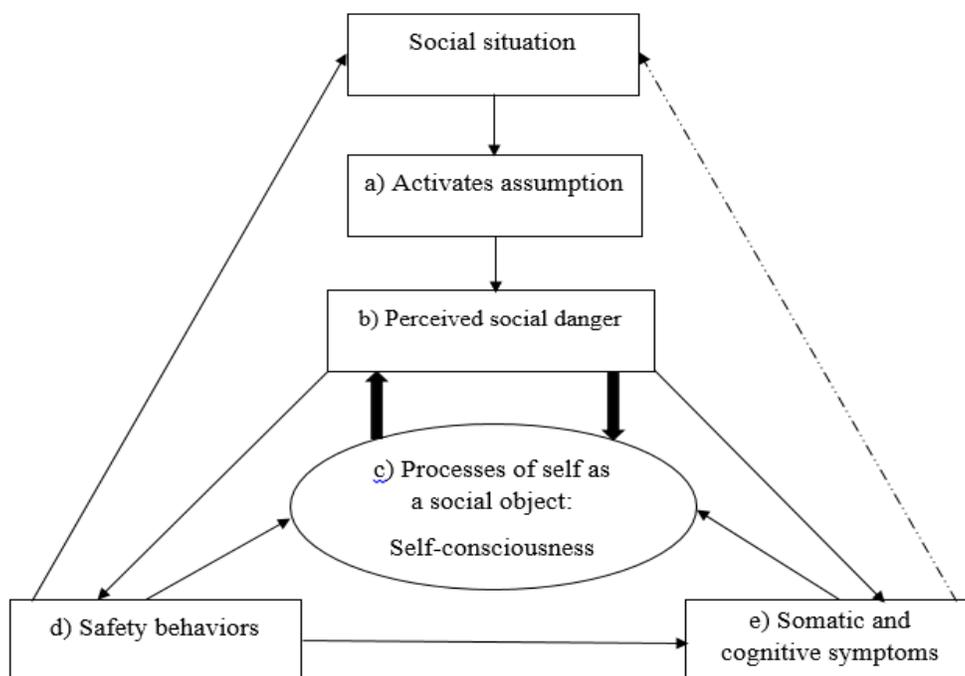 Social situation
a) Activates assumption
b) Perceived social danger
c) Processes of self as
a social object:
Self-consciousness
d) Safety behaviors
e) Somatic and
cognitive symptoms